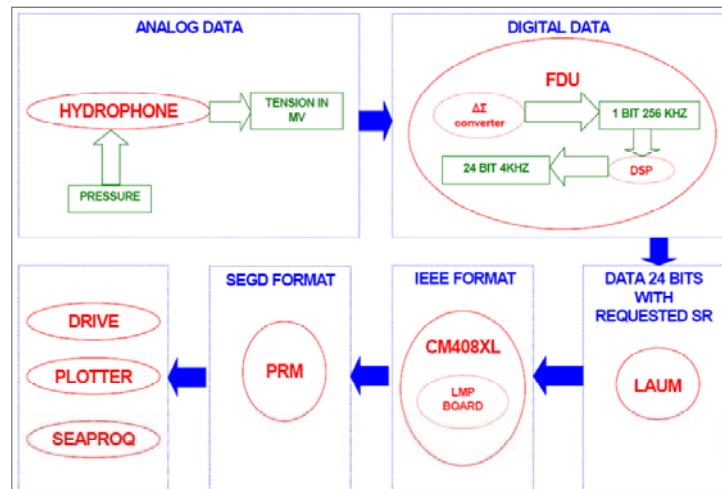 ANALOG DATA
HYDROPHONE
TENSION IN
MV
PRESSURE
DIGITAL DATA
FDU
ΔΣ
converter
1 BIT 256 KHZ
24 BIT 4KHZ
DSP
DRIVE
PLOTTER
SEAPROQ
SEGD FORMAT
PRM
IEEE FORMAT
CM408XL
LMP
BOARD
DATA 24 BITS
WITH
REQUESTED SR
LAUM